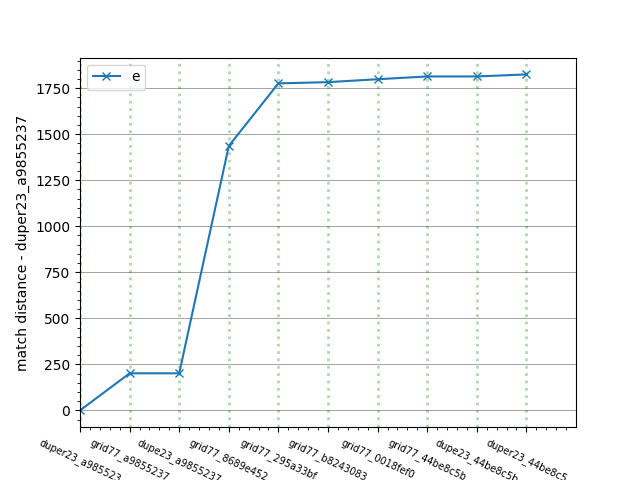 e
1750
1500
1250
1000
750
500
250
0
match distance - duper23_a9855237
duper23_a985523
grid77_a9855237
dupe23_a9855237
grid77_8689e452
grid77_295a33bf
grid77_b8243083
grid77_0018fef0
grid77_44be8c5b
dupe23_44be8c5b
duper23_44be8c5